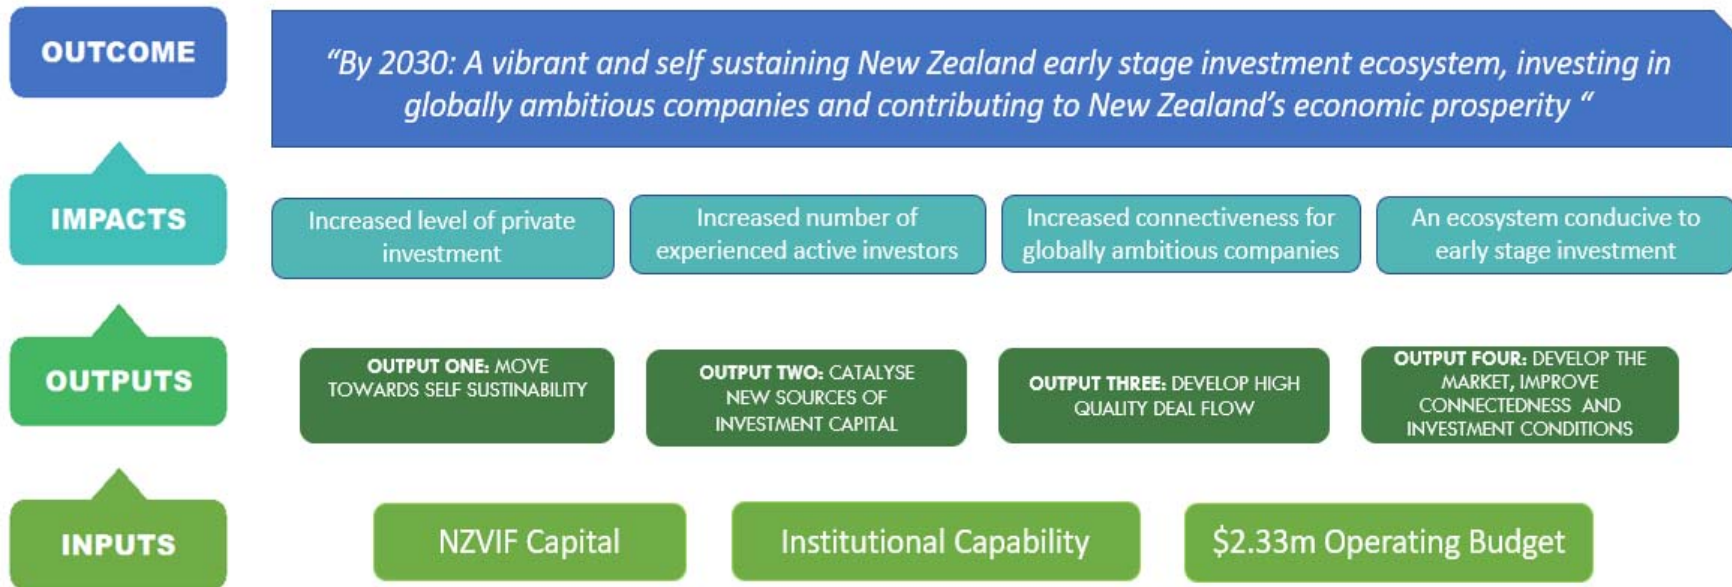 OUTCOME
“By 2030: A vibrant and self sustaining New Zealand early stage investment ecosystem, investing in
globally ambitious companies and contributing to New Zealand’s economic prosperity “
IMPACTS
Increased level of private
investment
Increased number of
experienced active investors
Increased connectiveness for
globally ambitious companies
An ecosystem conducive to
early stage investment
OUTPUTS
OUTPUT ONE: MOVE
TOWARDS SELF SUSTINABILITY
OUTPUT TWO: CATALYSE
NEW SOURCES OF
INVESTMENT CAPITAL
OUTPUT THREE: DEVELOP HIGH
QUALITY DEAL FLOW
OUTPUT FOUR: DEVELOP THE
MARKET, IMPROVE
CONNECTEDNESS AND
INVESTMENT CONDITIONS
INPUTS
NZVIF Capital
Institutional Capability
$2.33m Operating Budget